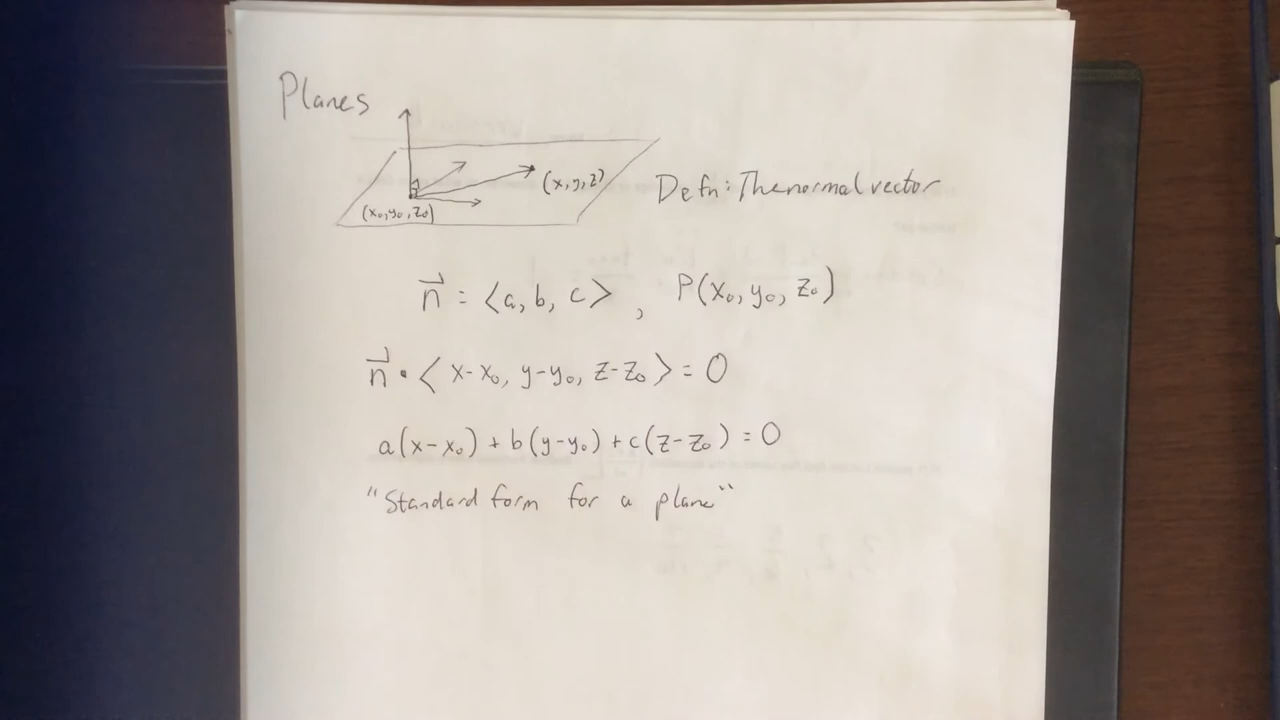 Planes
(x,y,z)
Defn: The normal vector
(x₀,y₀,z₀)
n⃗ = <a, b, c> , P(x₀, y₀, z₀)
n⃗ · < x-x₀, y-y₀, z-z₀ > = 0
a(x-x₀) + b(y-y₀) + c(z-z₀) = 0
"Standard form for a plane"